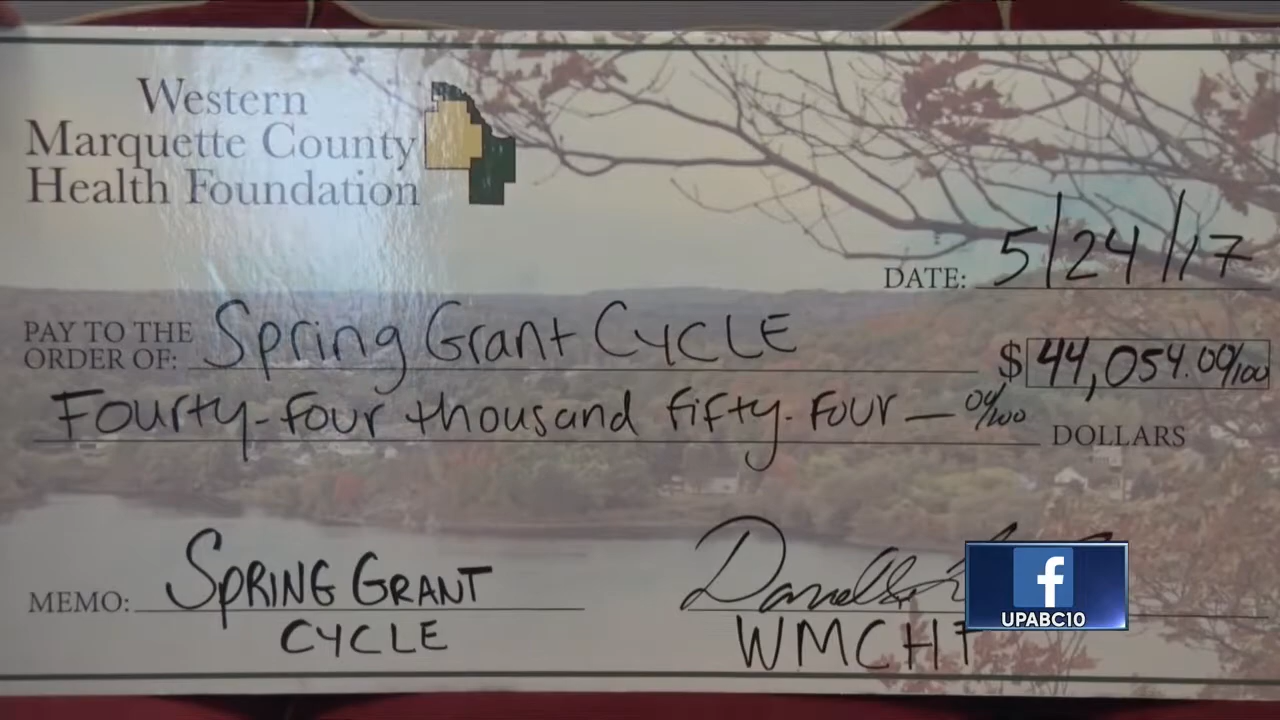 Western
Marquette County
Health Foundation
DATE: 5/24/17
PAY TO THE
ORDER OF: Spring Grant CYCLE
$ 44,054.00/100
Fourty-four thousand fifty-four — 00/100 DOLLARS
MEMO: SPRING GRANT
CYCLE
WMCHF
f
UPABC10